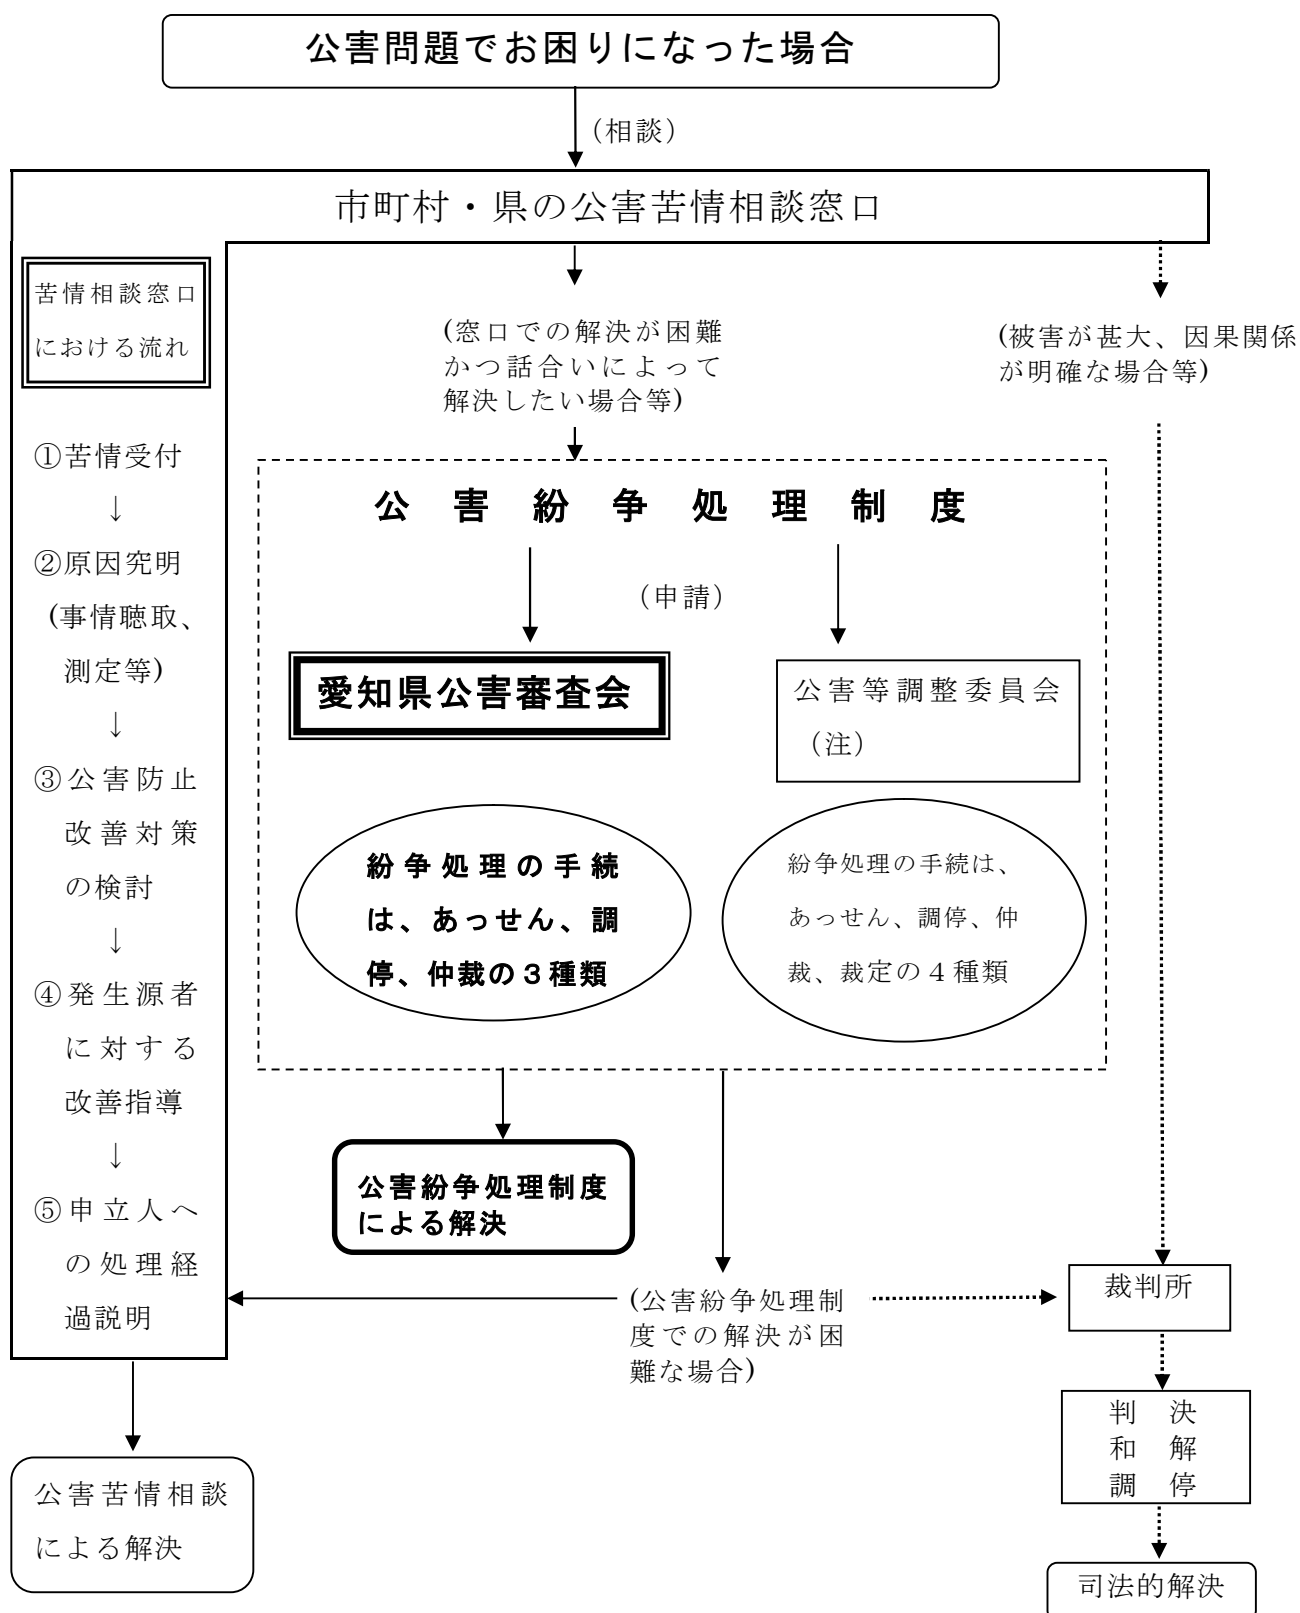 公害問題でお困りになった場合
（相談）
市町村・県の公害苦情相談窓口
苦情相談窓口
における流れ
①苦情受付
↓
②原因究明
(事情聴取、
測定等)
↓
③公害防止
改善対策
の検討
↓
④発生源者
に対する
改善指導
↓
⑤申立人へ
の処理経
過説明
公害苦情相談
による解決
(窓口での解決が困難
かつ話合いによって
解決したい場合等)
公害紛争処理制度
（申請）
愛知県公害審査会
紛争処理の手続
は、あっせん、調
停、仲裁の３種類
公害等調整委員会
（注）
紛争処理の手続は、
あっせん、調停、仲
裁、裁定の４種類
公害紛争処理制度
による解決
(公害紛争処理制
度での解決が困
難な場合)
(被害が甚大、因果関係
が明確な場合等)
裁判所
判　決
和　解
調　停
司法的解決